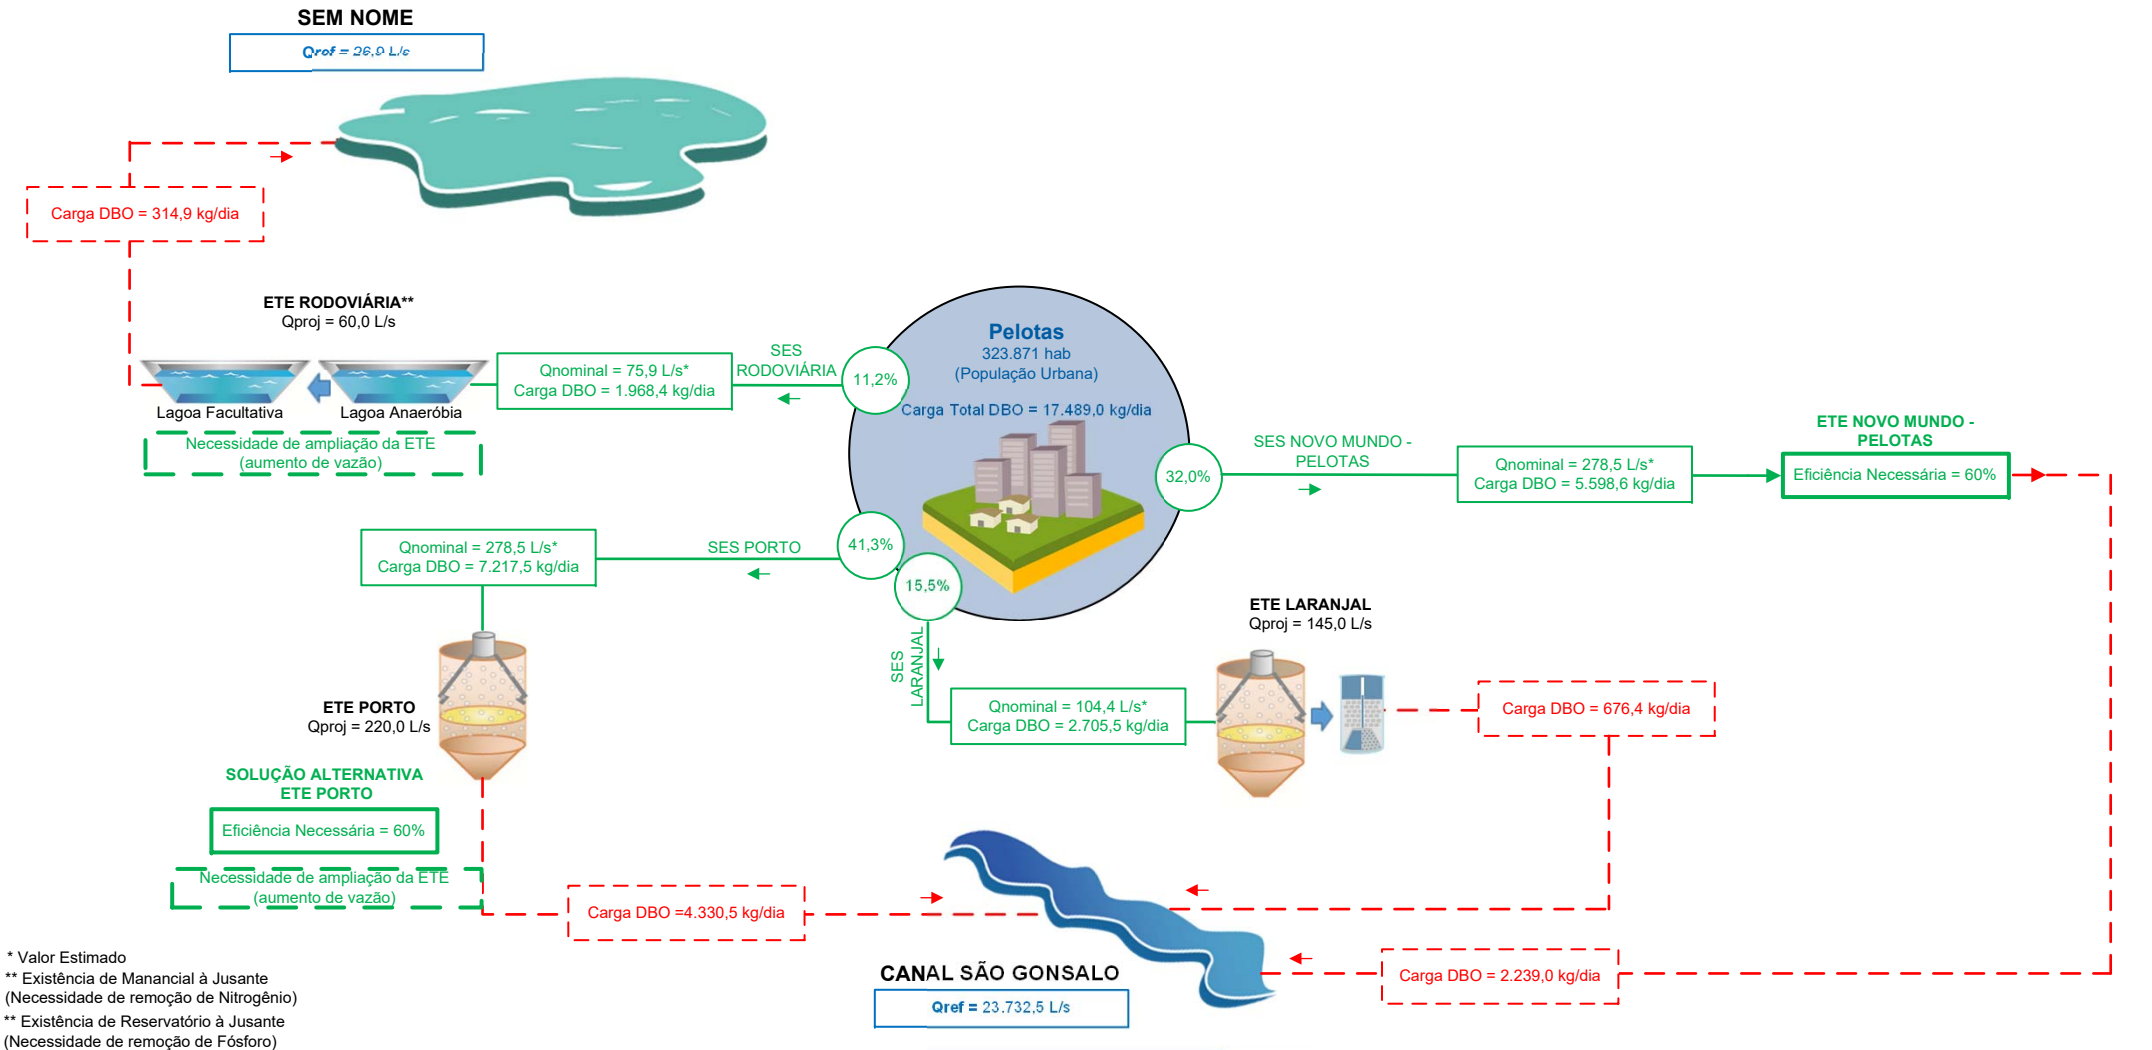 SEM NOME
Qrof = 26,9 L/s
Carga DBO = 314,9 kg/dia
ETE RODOVIÁRIA**
Qproj = 60,0 L/s
Lagoa Facultativa
Lagoa Anaeróbia
Necessidade de ampliação da ETE
(aumento de vazão)
Qnominal = 75,9 L/s*
Carga DBO = 1.968,4 kg/dia
SES
RODOVIÁRIA
11,2%
Pelotas
323.871 hab
(População Urbana)
Carga Total DBO = 17.489,0 kg/dia
32,0%
SES NOVO MUNDO -
PELOTAS
Qnominal = 278,5 L/s*
Carga DBO = 5.598,6 kg/dia
ETE NOVO MUNDO -
PELOTAS
Eficiência Necessária = 60%
Qnominal = 278,5 L/s*
Carga DBO = 7.217,5 kg/dia
SES PORTO
41,3%
15,5%
SES
LARANJAL
Qnominal = 104,4 L/s*
Carga DBO = 2.705,5 kg/dia
ETE LARANJAL
Qproj = 145,0 L/s
Carga DBO = 676,4 kg/dia
ETE PORTO
Qproj = 220,0 L/s
SOLUÇÃO ALTERNATIVA
ETE PORTO
Eficiência Necessária = 60%
Necessidade de ampliação da ETE
(aumento de vazão)
Carga DBO =4.330,5 kg/dia
CANAL SÃO GONSALO
Qref = 23.732,5 L/s
Carga DBO = 2.239,0 kg/dia
* Valor Estimado
** Existência de Manancial à Jusante
(Necessidade de remoção de Nitrogênio)
** Existência de Reservatório à Jusante
(Necessidade de remoção de Fósforo)